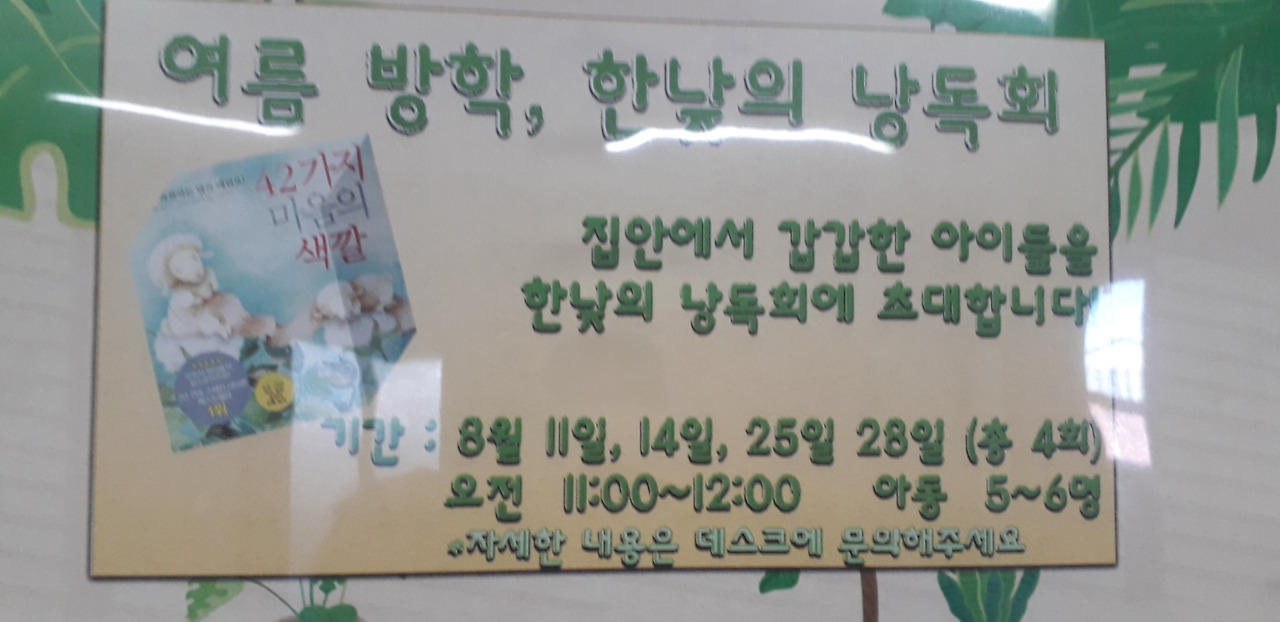 여름 방학, 한낮의 낭독회
42가지
마음의
색깔
집안에서 갑갑한 아이들을
한낮의 낭독회에 초대합니다
1위
기간 : 8월 11일, 14일, 25일 28일 (총 4회)
오전 11:00~12:00 아동 5~6명
*자세한 내용은 데스크에 문의해주세요